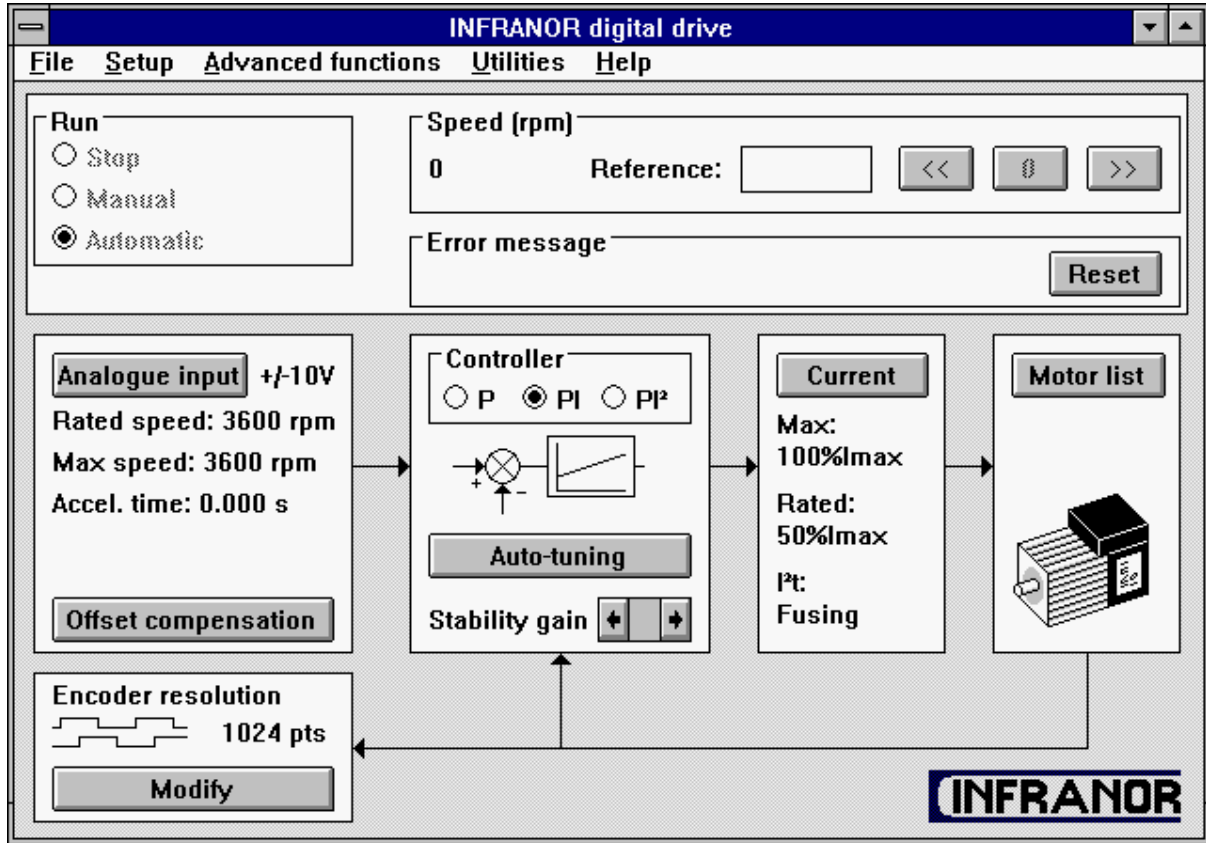 INFRANOR digital drive
File Setup Advanced functions Utilities Help
Run
Stop
Manual
Automatic
Speed (rpm)
0 Reference: << 0 >>
Error message
Reset
Analogue input +/-10V
Rated speed: 3600 rpm
Max speed: 3600 rpm
Accel. time: 0.000 s
Offset compensation
Controller
P PI PI²
+ -
Auto-tuning
Stability gain
Current
Max:
100%Imax
Rated:
50%Imax
I²t:
Fusing
Motor list
Encoder resolution
1024 pts
Modify
INFRANOR